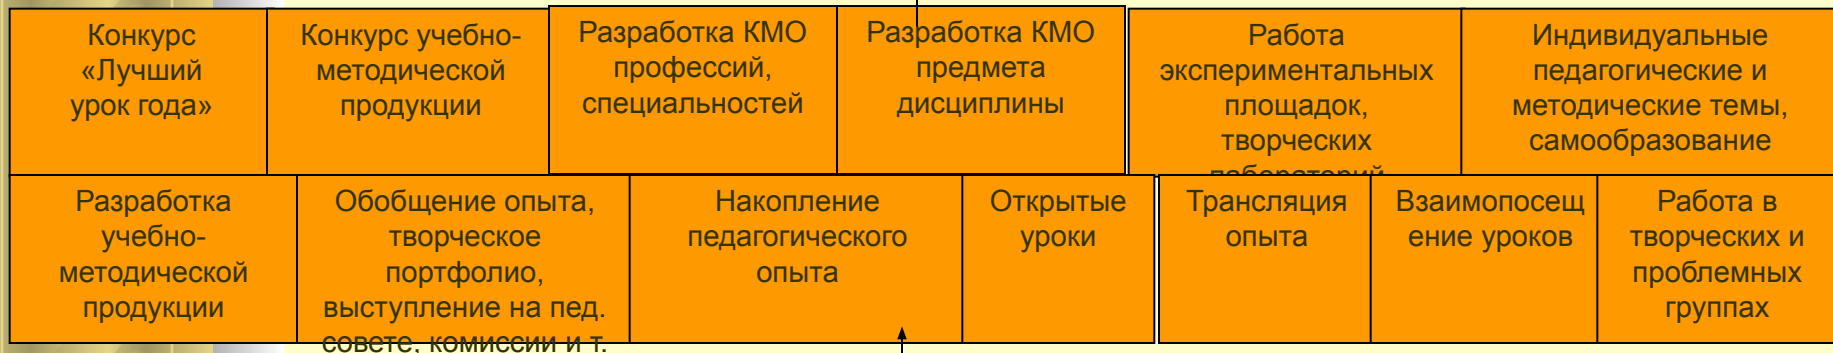 Конкурс
«Лучший
урок года»
Конкурс учебно-
методической
продукции
Разработка КМО
профессий,
специальностей
Разработка КМО
предмета
дисциплины
Работа
экспериментальных
площадок,
творческих
лабораторий
Индивидуальные
педагогические и
методические темы,
самообразование
Разработка
учебно-
методической
продукции
Обобщение опыта,
творческое
портфолио,
выступление на пед.
совете, комиссии и т.
Накопление
педагогического
опыта
Открытые
уроки
Трансляция
опыта
Взаимопосещ
ение уроков
Работа в
творческих и
проблемных
группах